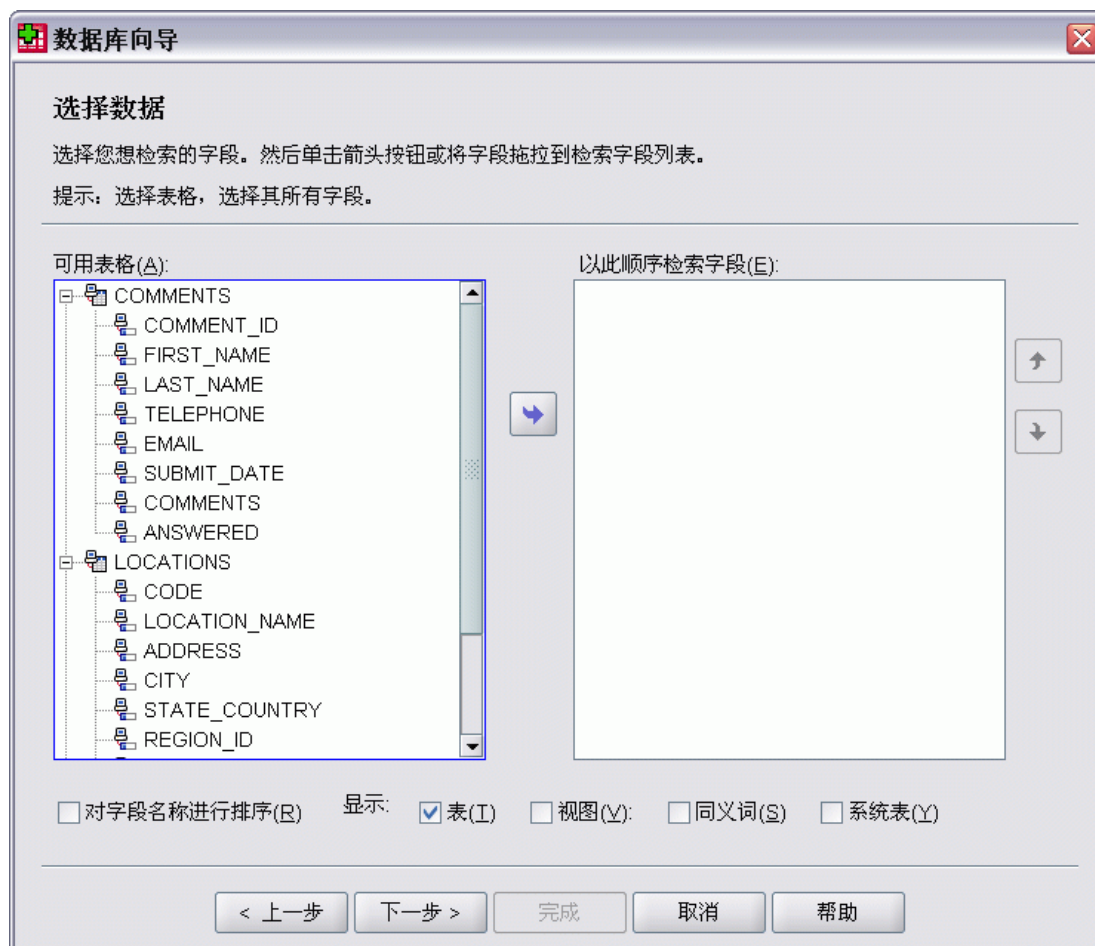 数据库向导
选择数据
选择您想检索的字段。然后单击箭头按钮或将字段拖拉到检索字段列表。
提示：选择表格，选择其所有字段。
可用表格(A):
COMMENTS
COMMENT_ID
FIRST_NAME
LAST_NAME
TELEPHONE
EMAIL
SUBMIT_DATE
COMMENTS
ANSWERED
LOCATIONS
CODE
LOCATION_NAME
ADDRESS
CITY
STATE_COUNTRY
REGION_ID
以此顺序检索字段(E):
对字段名称进行排序(R) 显示: 表(T) 视图(V): 同义词(S) 系统表(Y)
< 上一步 下一步 > 完成 取消 帮助